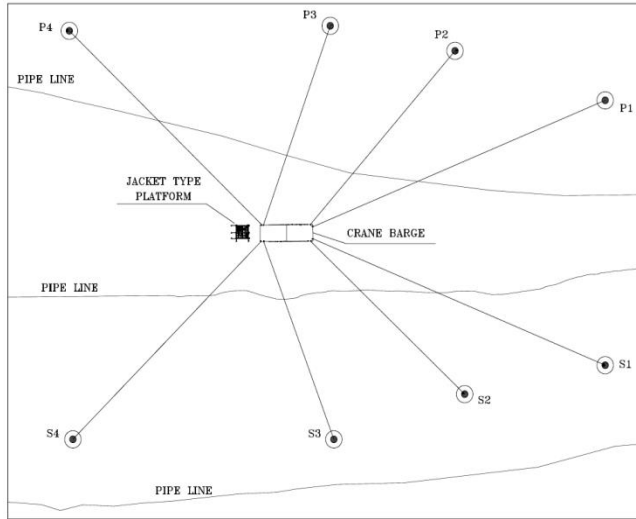 P4
P3
P2
PIPE LINE
P1
JACKET TYPE
PLATFORM
CRANE BARGE
PIPE LINE
S1
S2
S4
S3
PIPE LINE